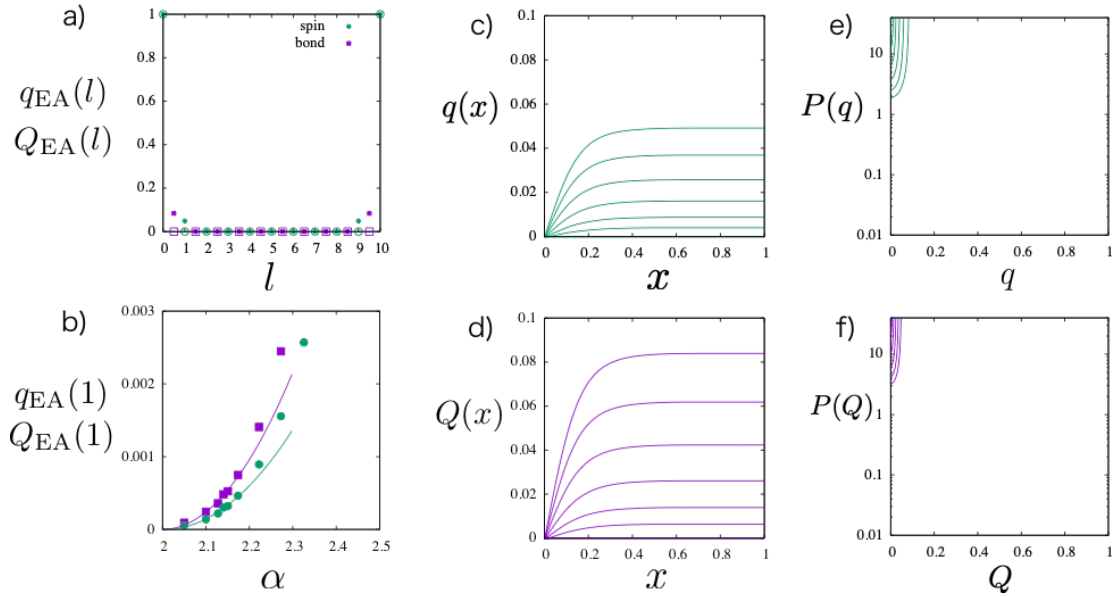 a)
1
0.8
0.6
0.4
0.2
0
0 1 2 3 4 5 6 7 8 9 10
spin
bond
q_EA(l)
Q_EA(l)
l
b)
0.003
0.002
0.001
0
2 2.1 2.2 2.3 2.4 2.5
q_EA(1)
Q_EA(1)
α
c)
0.1
0.08
0.06
0.04
0.02
0
0 0.2 0.4 0.6 0.8 1
q(x)
x
d)
0.1
0.08
0.06
0.04
0.02
0
0 0.2 0.4 0.6 0.8 1
Q(x)
x
e)
10
1
0.1
0.01
0 0.2 0.4 0.6 0.8 1
P(q)
q
f)
10
1
0.1
0.01
0 0.2 0.4 0.6 0.8 1
P(Q)
Q